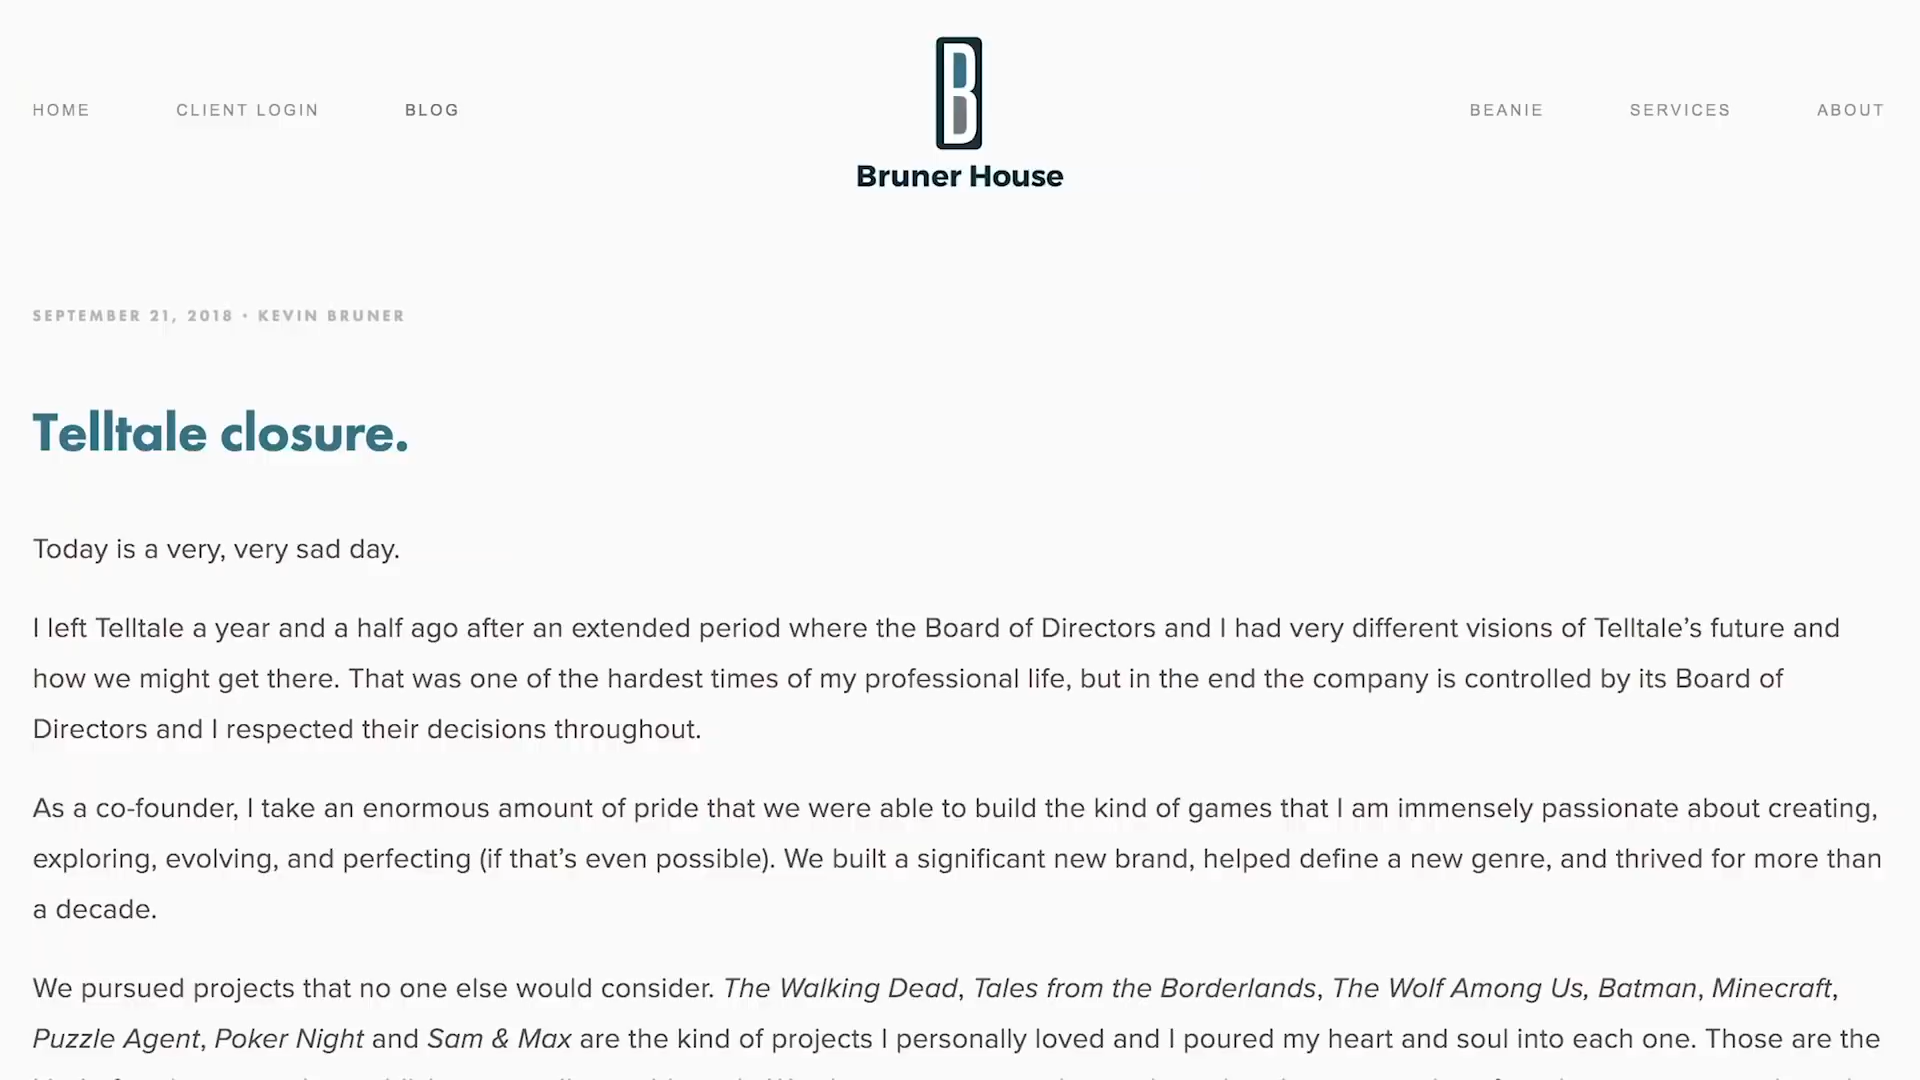 HOME CLIENT LOGIN BLOG
B
Bruner House
BEANIE SERVICES ABOUT
SEPTEMBER 21, 2018 • KEVIN BRUNER
Telltale closure.
Today is a very, very sad day.
I left Telltale a year and a half ago after an extended period where the Board of Directors and I had very different visions of Telltale’s future and
how we might get there. That was one of the hardest times of my professional life, but in the end the company is controlled by its Board of
Directors and I respected their decisions throughout.
As a co-founder, I take an enormous amount of pride that we were able to build the kind of games that I am immensely passionate about creating,
exploring, evolving, and perfecting (if that’s even possible). We built a significant new brand, helped define a new genre, and thrived for more than
a decade.
We pursued projects that no one else would consider. The Walking Dead, Tales from the Borderlands, The Wolf Among Us, Batman, Minecraft,
Puzzle Agent, Poker Night and Sam & Max are the kind of projects I personally loved and I poured my heart and soul into each one. Those are the